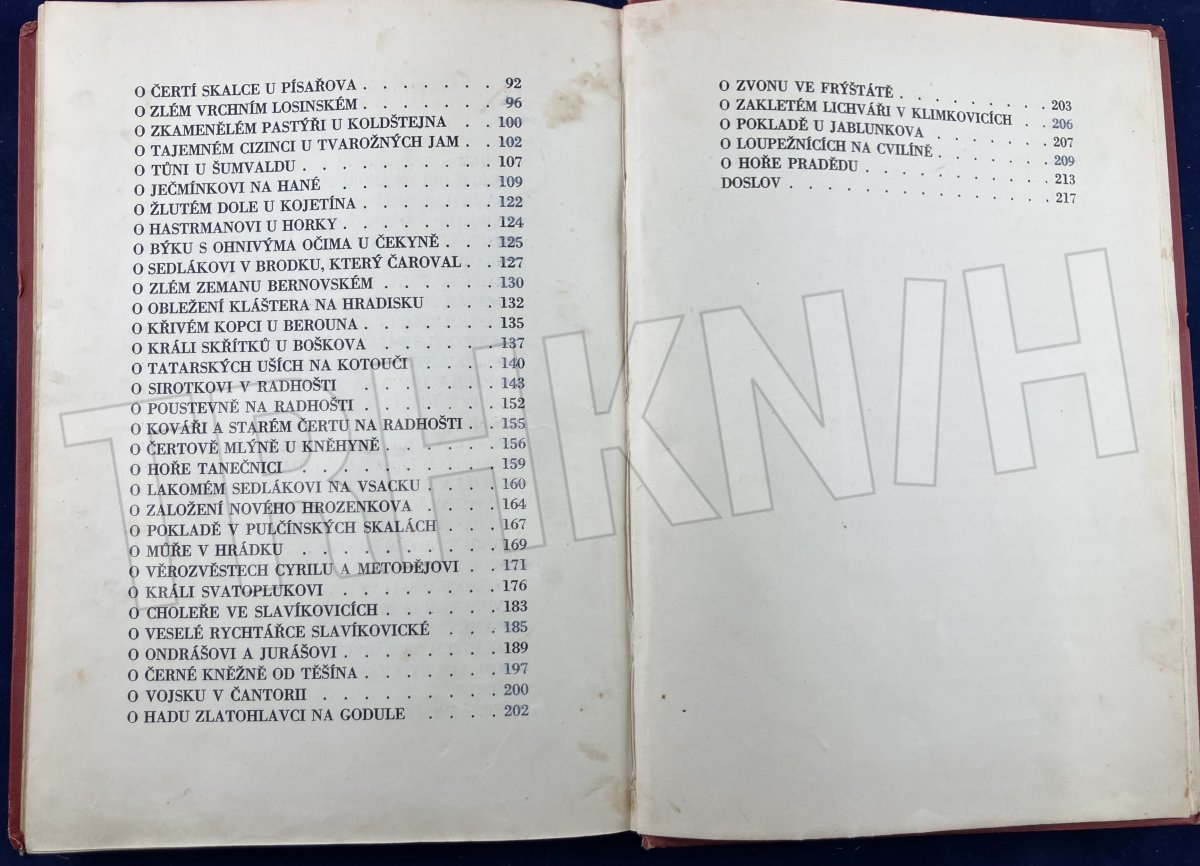 O ČERTÍ SKALCE U PÍSAŘOVA . . . . . . . 92
O ZLÉM VRCHNÍM LOSINSKÉM . . . . . . . 96
O ZKAMENĚLÉM PASTÝŘI U KOLDŠTEJNA . . 100
O TAJEMNÉM CIZINCI U TVAROŽNÝCH JAM . . 102
O TŮNI U ŠUMVALDU . . . . . . . . . . 107
O JEČMÍNKOVI NA HANÉ . . . . . . . . 109
O ŽLUTÉM DOLE U KOJETÍNA . . . . . . . 122
O HASTRMANOVI U HORKY . . . . . . . . 124
O BÝKU S OHNIVÝMA OČIMA U ČEKYNĚ . . . 125
O SEDLÁKOVI V BRODKU, KTERÝ ČAROVAL . . 127
O ZLÉM ZEMANU BERNOVSKÉM . . . . . . 130
O OBLEŽENÍ KLÁŠTERA NA HRADISKU . . . 132
O KŘIVÉM KOPCI U BEROUNA . . . . . . . 135
O KRÁLI SKŘÍTKŮ U BOŠKOVA . . . . . . 137
O TATARSKÝCH UŠÍCH NA KOTOUČI . . . . 140
O SIROTKOVI V RADHOŠTI . . . . . . . . 143
O POUSTEVNĚ NA RADHOŠTI . . . . . . . 152
O KOVÁŘI A STARÉM ČERTU NA RADHOŠTI . . 155
O ČERTOVĚ MLÝNĚ U KNĚHYNĚ . . . . . . 156
O HOŘE TANEČNICI . . . . . . . . . . 159
O LAKOMÉM SEDLÁKOVI NA VSACKU . . . . 160
O ZALOŽENÍ NOVÉHO HROZENKOVA . . . . 164
O POKLADĚ V PULČÍNSKÝCH SKALÁCH . . . 167
O MŮŘE V HRÁDKU . . . . . . . . . . 169
O VĚROZVĚSTECH CYRILU A METODĚJOVI . . 171
O KRÁLI SVATOPLUKOVI . . . . . . . . 176
O CHOLEŘE VE SLAVÍKOVICÍCH . . . . . . 183
O VESELÉ RYCHTÁŘCE SLAVÍKOVICKÉ . . . 185
O ONDRÁŠOVI A JURÁŠOVI . . . . . . . . 189
O ČERNÉ KNĚŽNĚ OD TĚŠÍNA . . . . . . . 197
O VOJSKU V ČANTORII . . . . . . . . . 200
O HADU ZLATOHLAVCI NA GODULE . . . . 202
O ZVONU VE FRÝŠTÁTĚ . . . . . . . . 203
O ZAKLETÉM LICHVÁŘI V KLIMKOVICÍCH . . 206
O POKLADĚ U JABLUNKOVA . . . . . . . 207
O LOUPEŽNÍCÍCH NA CVILÍNĚ . . . . . . 209
O HOŘE PRADĚDU . . . . . . . . . . 213
DOSLOV . . . . . . . . . . . . . . 217
TRHKNIH